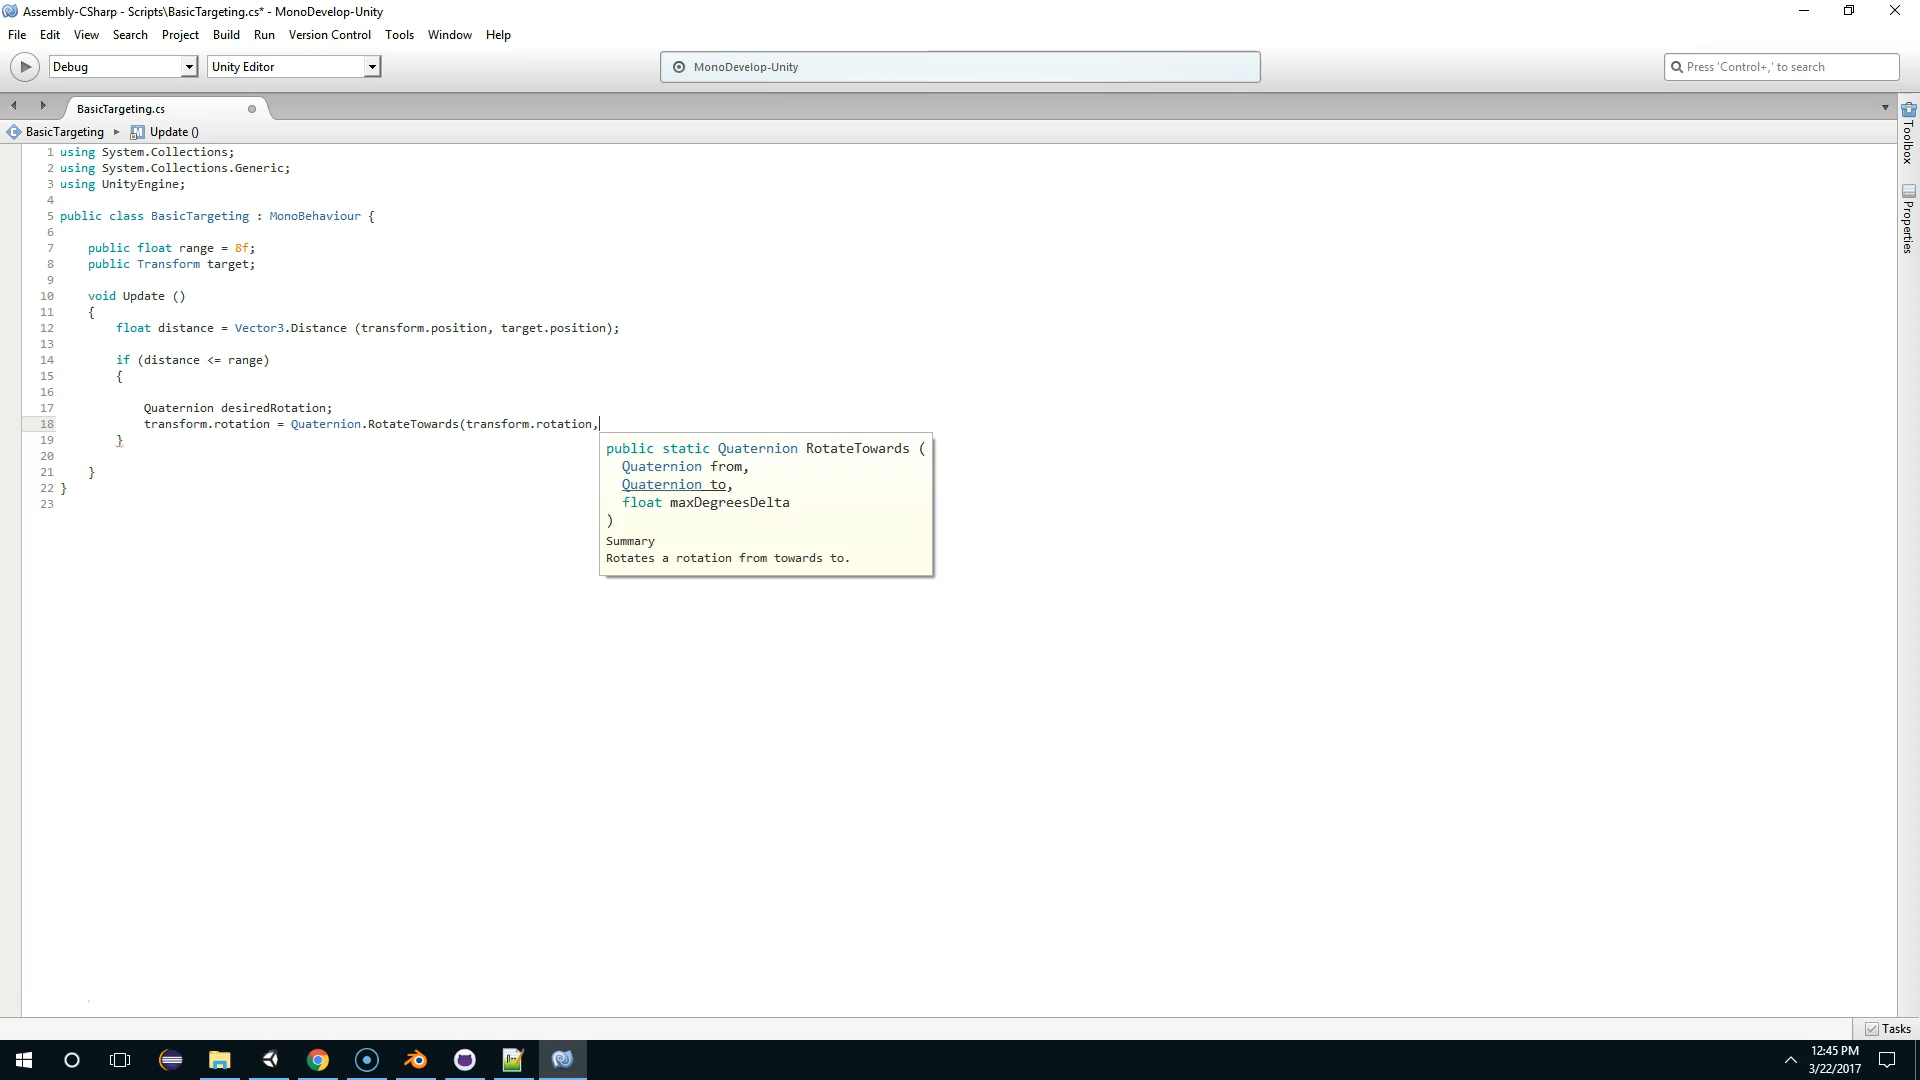 Assembly-CSharp - Scripts\BasicTargeting.cs* - MonoDevelop-Unity
File Edit View Search Project Build Run Version Control Tools Window Help
Debug Unity Editor MonoDevelop-Unity Press 'Control+,' to search
BasicTargeting.cs
BasicTargeting Update ()
Toolbox
Properties
1 using System.Collections;
2 using System.Collections.Generic;
3 using UnityEngine;
4
5 public class BasicTargeting : MonoBehaviour {
6
7 public float range = 8f;
8 public Transform target;
9
10 void Update ()
11 {
12 float distance = Vector3.Distance (transform.position, target.position);
13
14 if (distance <= range)
15 {
16
17 Quaternion desiredRotation;
18 transform.rotation = Quaternion.RotateTowards(transform.rotation,
19 }
20
21 }
22 }
23
public static Quaternion RotateTowards (
Quaternion from,
Quaternion to,
float maxDegreesDelta
)
Summary
Rotates a rotation from towards to.
Tasks
12:45 PM
3/22/2017